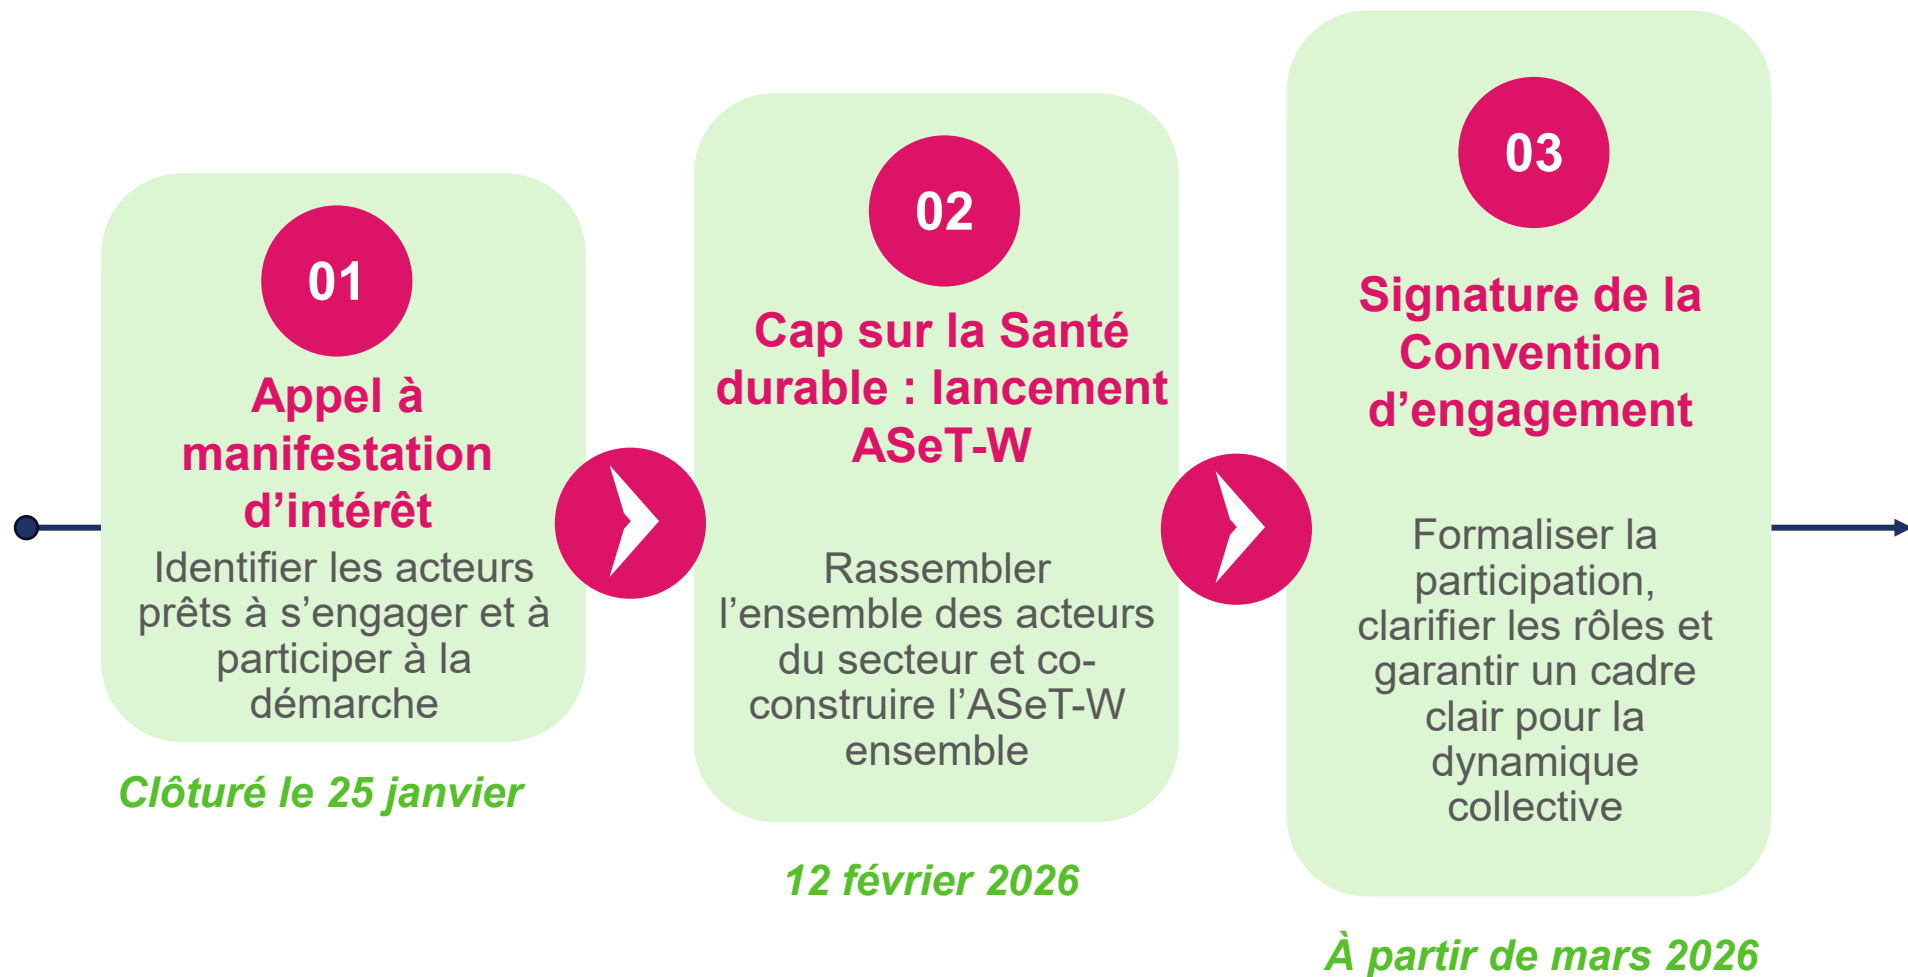 01
Appel à
manifestation
d’intérêt
Identifier les acteurs
prêts à s’engager et à
participer à la
démarche
Clôturé le 25 janvier
02
Cap sur la Santé
durable : lancement
ASeT-W
Rassembler
l’ensemble des acteurs
du secteur et co-
construire l’ASeT-W
ensemble
12 février 2026
03
Signature de la
Convention
d’engagement
Formaliser la
participation,
clarifier les rôles et
garantir un cadre
clair pour la
dynamique
collective
À partir de mars 2026